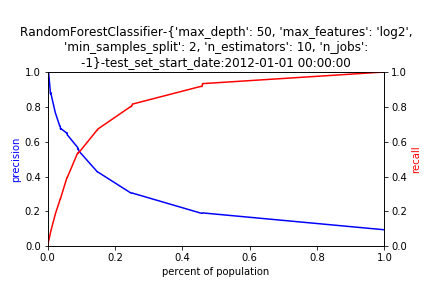 RandomForestClassifier-{'max_depth': 50, 'max_features': 'log2',
'min_samples_split': 2, 'n_estimators': 10, 'n_jobs':
-1}-test_set_start_date:2012-01-01 00:00:00
1.0
0.8
0.6
0.4
0.2
0.0
precision
1.0
0.8
0.6
0.4
0.2
0.0
recall
0.0 0.2 0.4 0.6 0.8 1.0
percent of population